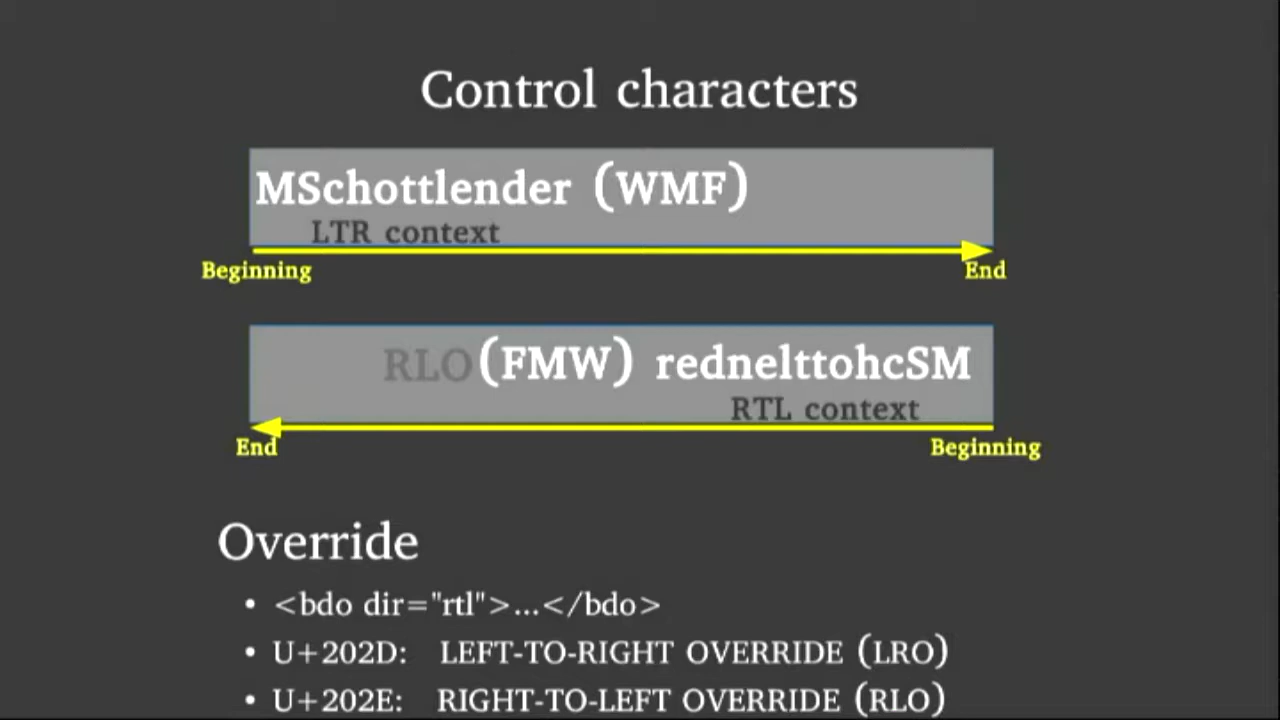 Control characters
MSchottlender (WMF)
LTR context
Beginning End
RLO(FMW) rednelttohcSM
RTL context
End Beginning
Override
• <bdo dir="rtl">...</bdo>
• U+202D: LEFT-TO-RIGHT OVERRIDE (LRO)
• U+202E: RIGHT-TO-LEFT OVERRIDE (RLO)